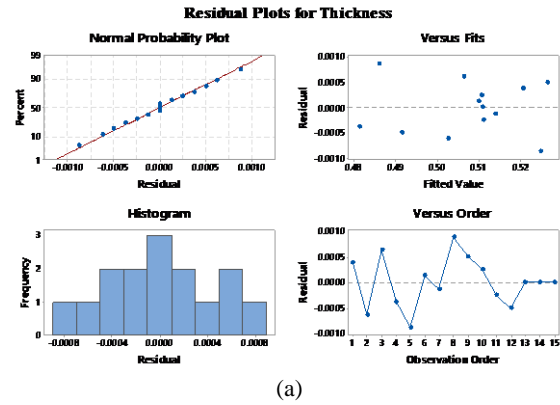 Residual Plots for Thickness
Normal Probability Plot
99
90
50
10
1
Percent
-0.0010 -0.0005 0.0000 0.0005 0.0010
Residual
Versus Fits
0.0010
0.0005
0.0000
-0.0005
-0.0010
Residual
0.48 0.49 0.50 0.51 0.52
Fitted Value
Histogram
3
2
1
0
Frequency
-0.0008 -0.0004 0.0000 0.0004 0.0008
Residual
Versus Order
0.0010
0.0005
0.0000
-0.0005
-0.0010
Residual
1 2 3 4 5 6 7 8 9 10 11 12 13 14 15
Observation Order
(a)